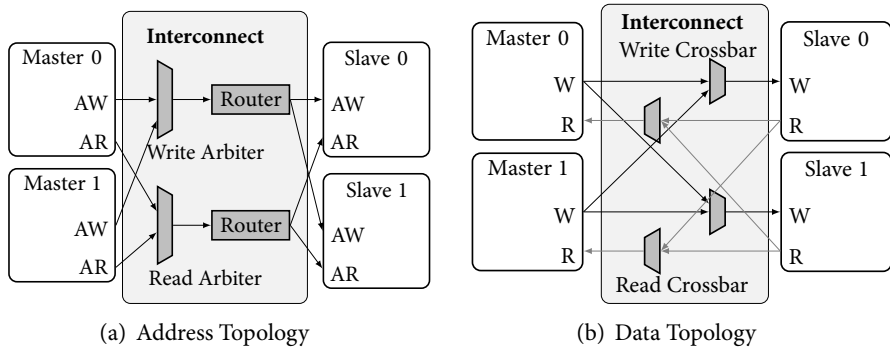 Interconnect
Master 0
AW
AR
Master 1
AW
AR
Router
Write Arbiter
Router
Read Arbiter
Slave 0
AW
AR
Slave 1
AW
AR
(a) Address Topology
Interconnect
Write Crossbar
Master 0
W
R
Master 1
W
R
Read Crossbar
Slave 0
W
R
Slave 1
W
R
(b) Data Topology